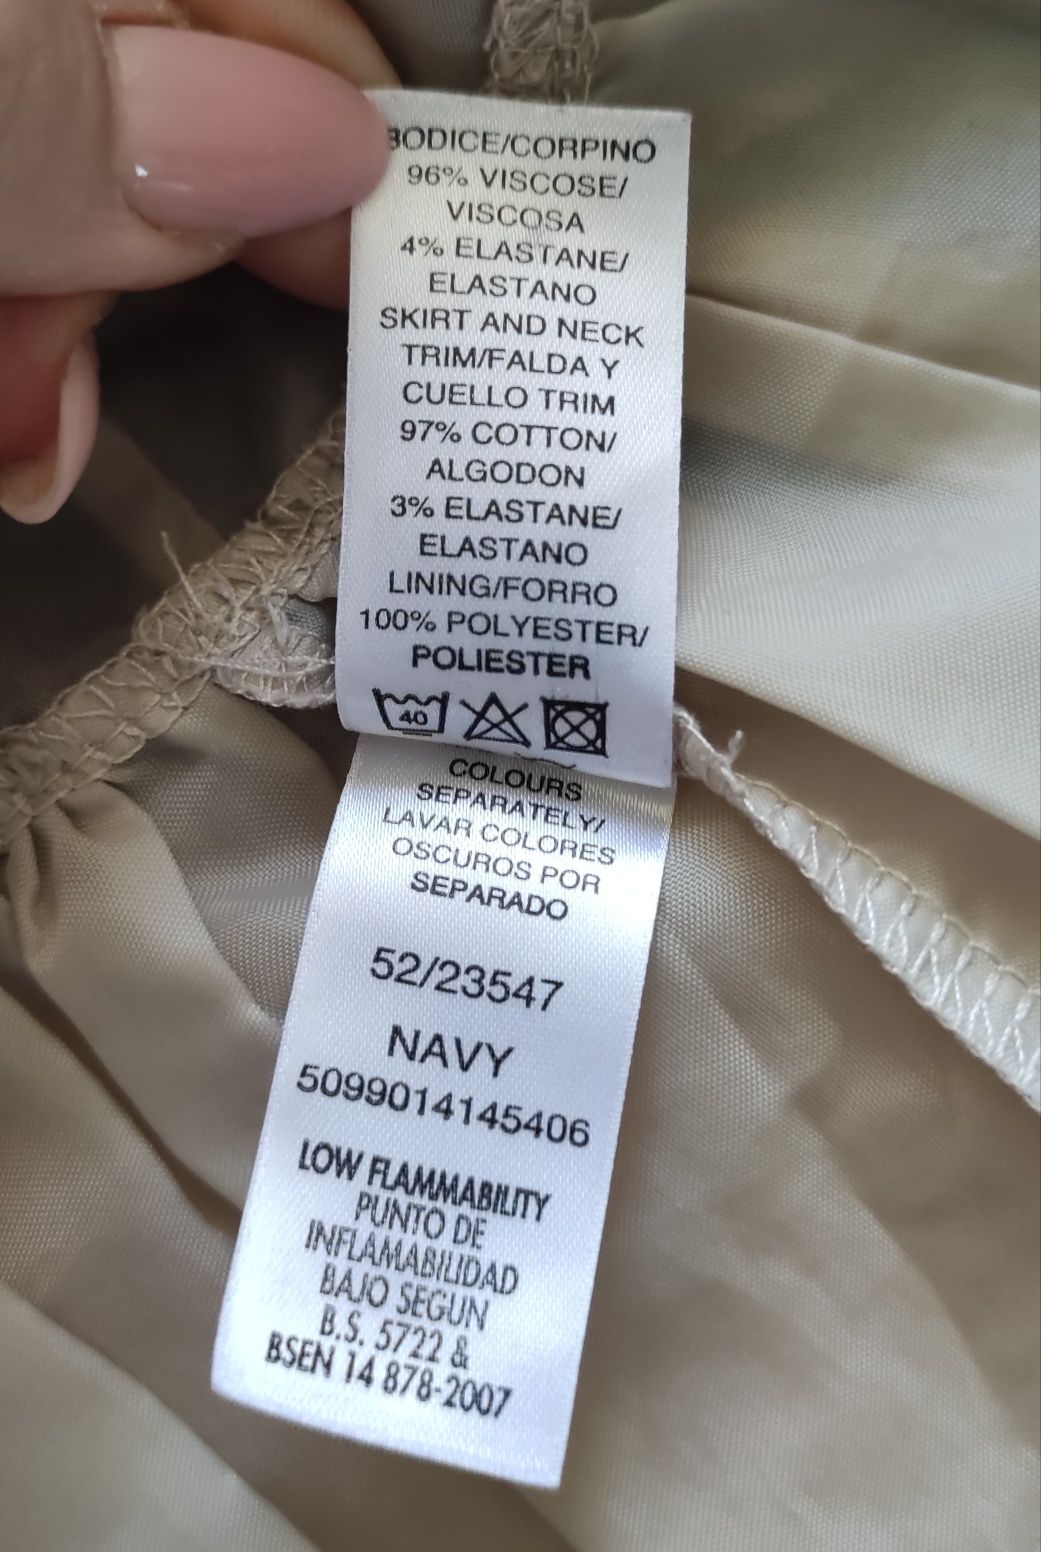 BODICE/CORPINO
96% VISCOSE/
VISCOSA
4% ELASTANE/
ELASTANO
SKIRT AND NECK
TRIM/FALDA Y
CUELLO TRIM
97% COTTON/
ALGODON
3% ELASTANE/
ELASTANO
LINING/FORRO
100% POLYESTER/
POLIESTER
40
COLOURS
SEPARATELY/
LAVAR COLORES
OSCUROS POR
SEPARADO
52/23547
NAVY
5099014145406
LOW FLAMMABILITY
PUNTO DE
INFLAMABILIDAD
BAJO SEGUN
B.S. 5722 &
BSEN 14 878-2007